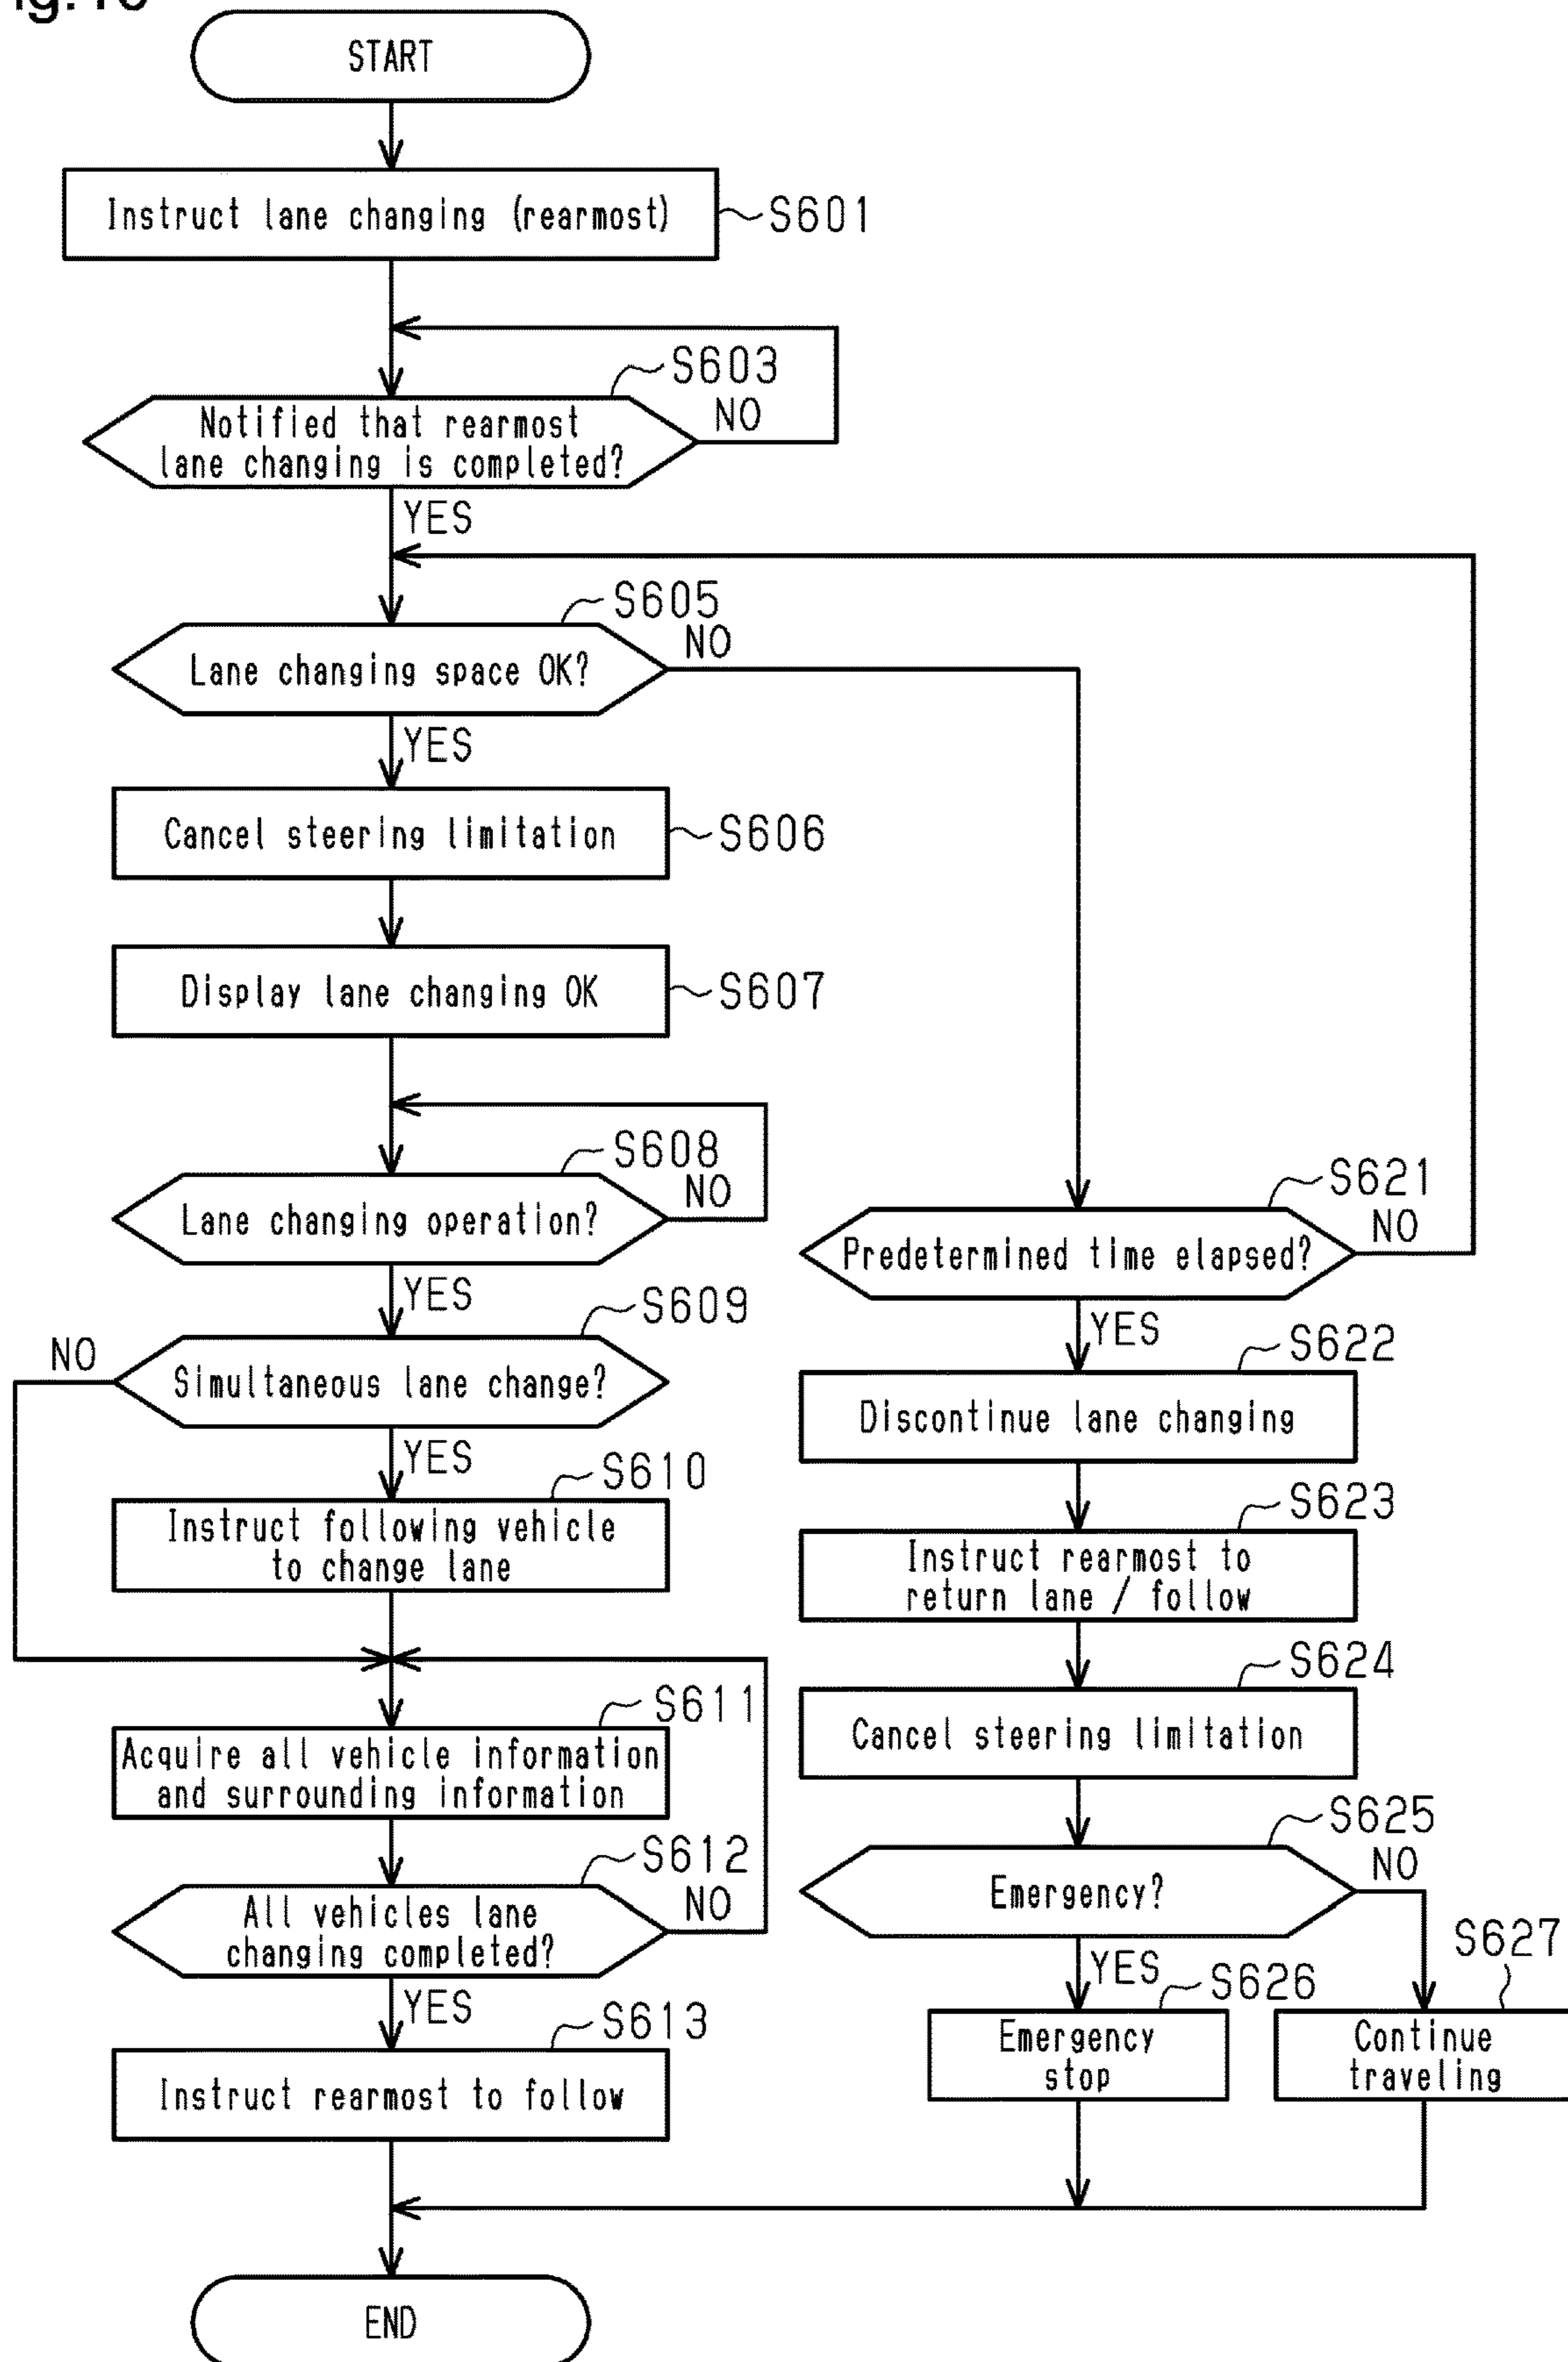 START
Instruct lane changing (rearmost)
S601
S603
Notified that rearmost
lane changing is completed?
NO
YES
S605
Lane changing space OK?
NO
YES
Cancel steering limitation
S606
Display lane changing OK
S607
S608
Lane changing operation?
NO
YES
S609
Simultaneous lane change?
NO
YES
S610
Instruct following vehicle
to change lane
S611
Acquire all vehicle information
and surrounding information
S612
All vehicles lane
changing completed?
NO
YES
S613
Instruct rearmost to follow
S621
Predetermined time elapsed?
NO
YES
S622
Discontinue lane changing
S623
Instruct rearmost to
return lane / follow
S624
Cancel steering limitation
S625
Emergency?
NO
YES
S626
Emergency
stop
S627
Continue
traveling
END